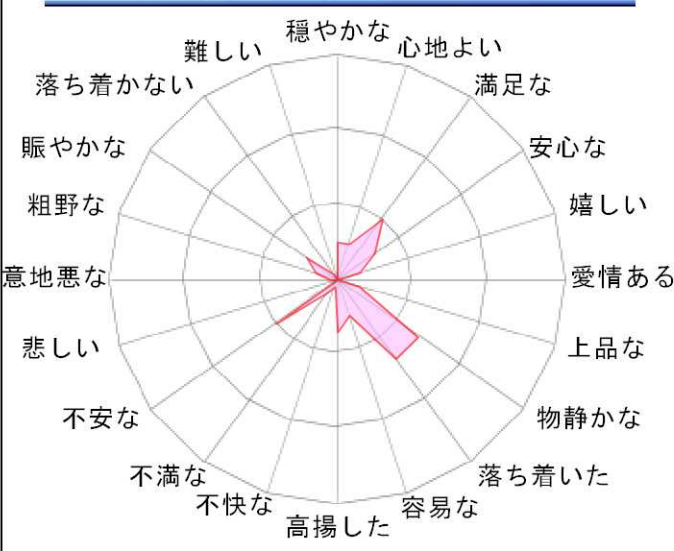 穏やかな
心地よい
満足な
安心な
嬉しい
愛情ある
上品な
物静かな
落ち着いた
容易な
高揚した
不快な
不満な
不安な
悲しい
意地悪な
粗野な
賑やかな
落ち着かない
難しい